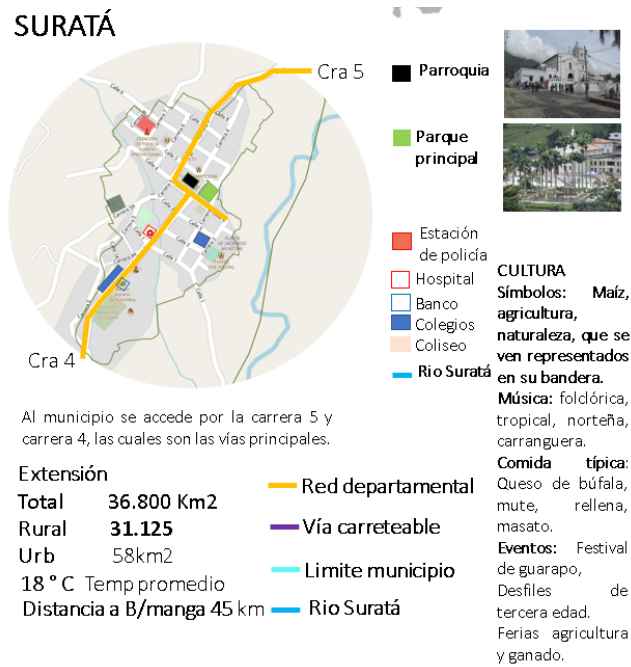 SURATÁ
Cra 5
Cra 4
Parroquia
Parque
principal
Estación
de policía
Hospital
Banco
Colegios
Coliseo
Rio Suratá
Al municipio se accede por la carrera 5 y
carrera 4, las cuales son las vías principales.
Extensión
Total 36.800 Km2
Rural 31.125
Urb 58km2
18 ° C Temp promedio
Distancia a B/manga 45 km
Red departamental
Vía carreteable
Limite municipio
Rio Suratá
CULTURA
Símbolos: Maíz,
agricultura,
naturaleza, que se
ven representados
en su bandera.
Música: folclórica,
tropical, norteña,
carranguera.
Comida típica:
Queso de búfala,
mute, rellena,
masato.
Eventos: Festival
de guarapo,
Desfiles de
tercera edad.
Ferias agricultura
y ganado.